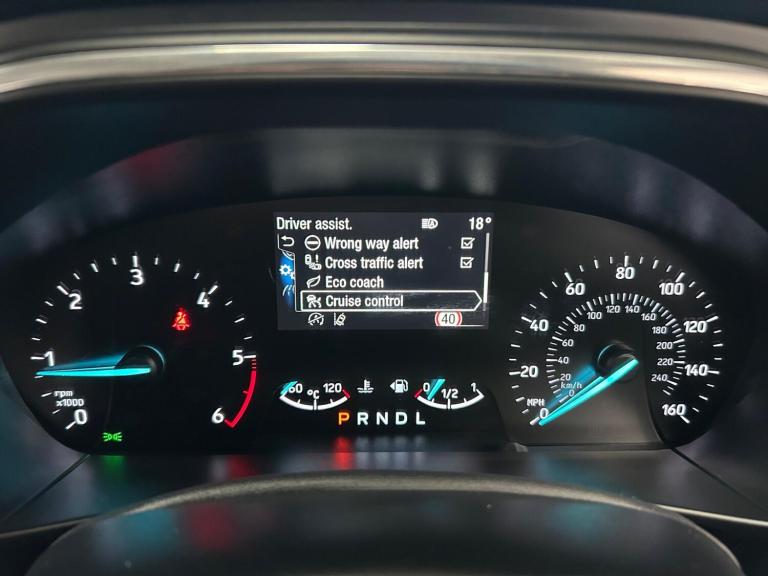 Driver assist. 18°
Wrong way alert
Cross traffic alert
Eco coach
Cruise control
40
0 1 2 3 4 5 6
rpm
x1000
60 °C 120
0 1/2 1
P R N D L
0 20 40 60 80 100 120 140 160
MPH
0 20 40 60 80 100 120 140 160 180 200 220 240
km/h